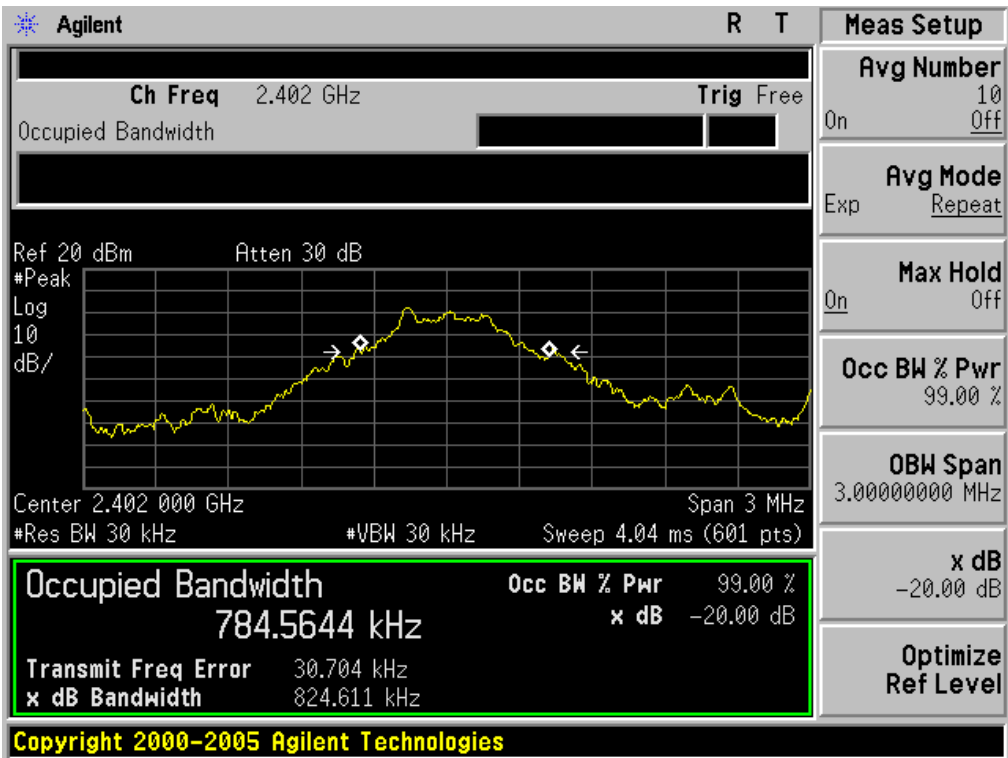 Agilent R T
Ch Freq 2.402 GHz Trig Free
Occupied Bandwidth
Ref 20 dBm Atten 30 dB
#Peak
Log
10
dB/
Center 2.402 000 GHz Span 3 MHz
#Res BW 30 kHz #VBW 30 kHz Sweep 4.04 ms (601 pts)
Occupied Bandwidth Occ BW % Pwr 99.00 %
784.5644 kHz x dB -20.00 dB
Transmit Freq Error 30.704 kHz
x dB Bandwidth 824.611 kHz
Copyright 2000-2005 Agilent Technologies
Meas Setup
Avg Number
10
On Off
Avg Mode
Exp Repeat
Max Hold
On Off
Occ BW % Pwr
99.00 %
OBW Span
3.00000000 MHz
x dB
-20.00 dB
Optimize
Ref Level